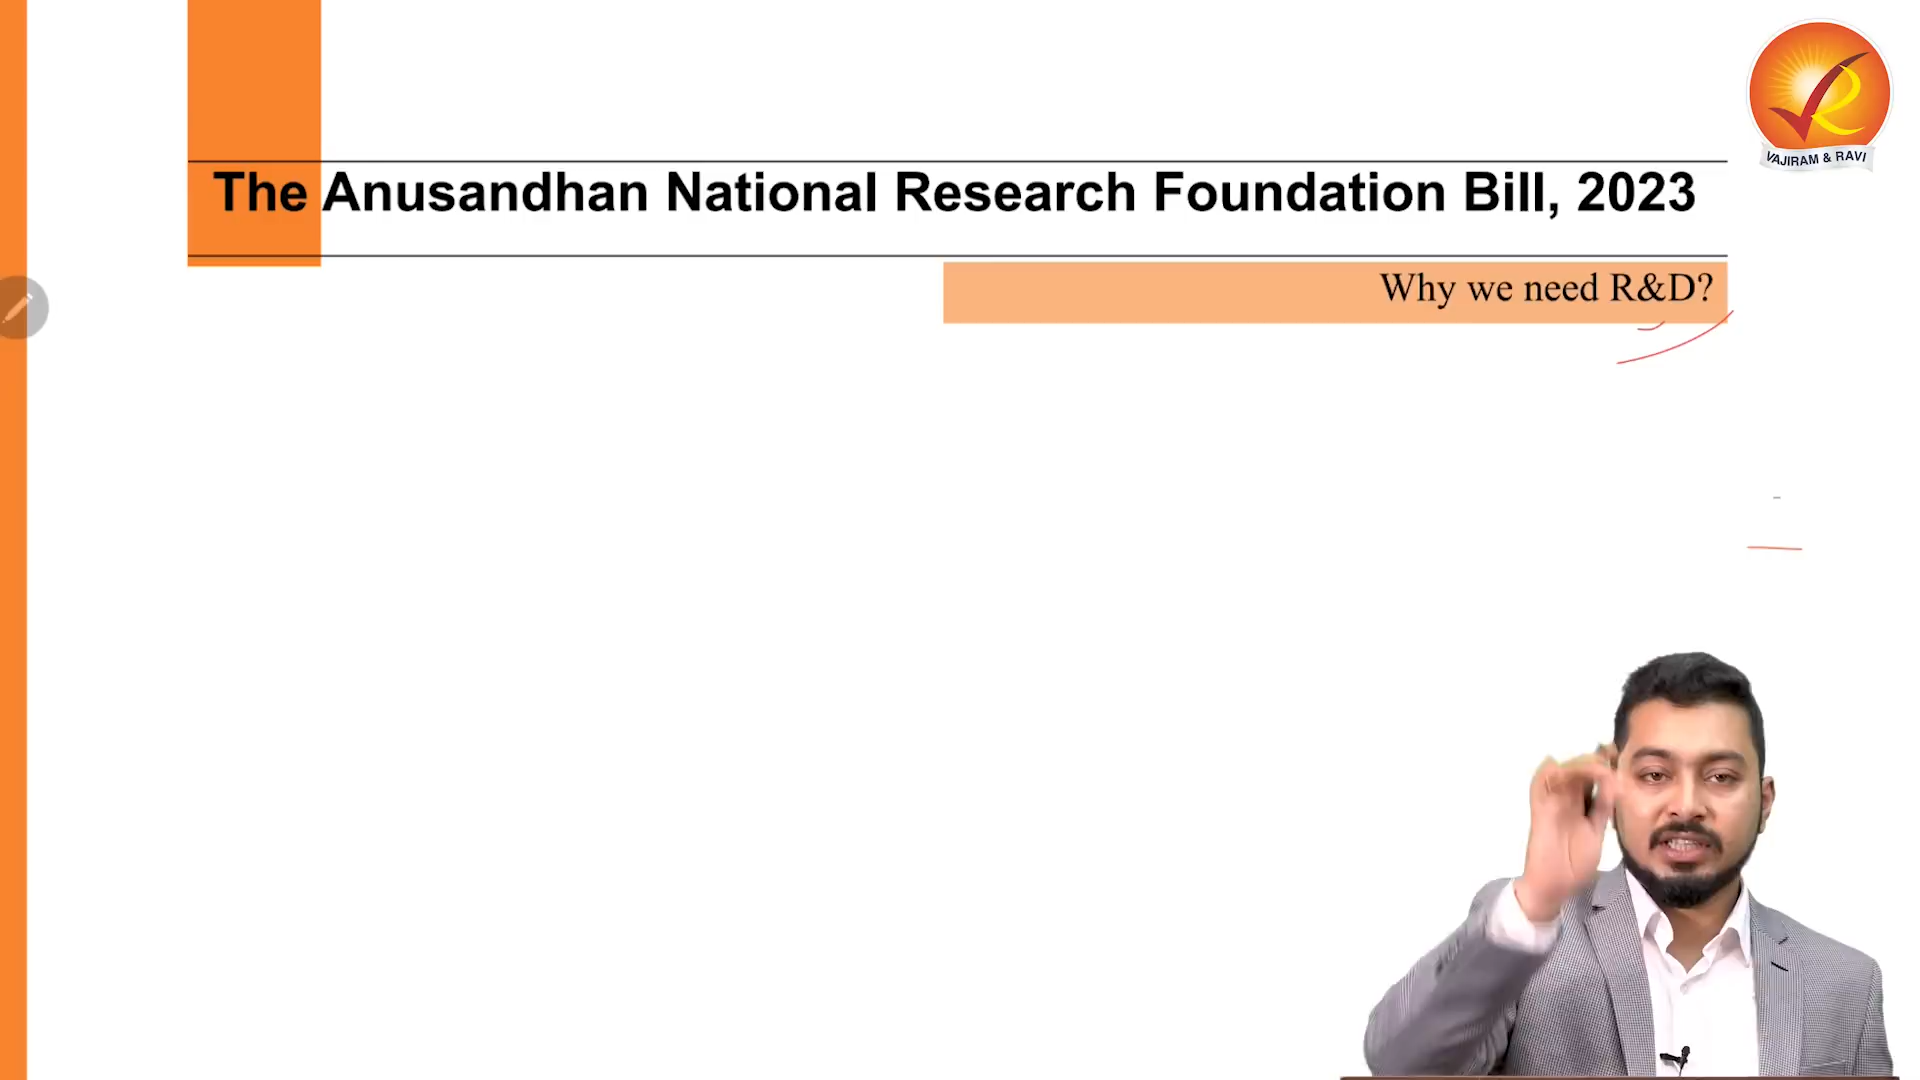 VAJIRAM & RAVI
The Anusandhan National Research Foundation Bill, 2023
Why we need R&D?